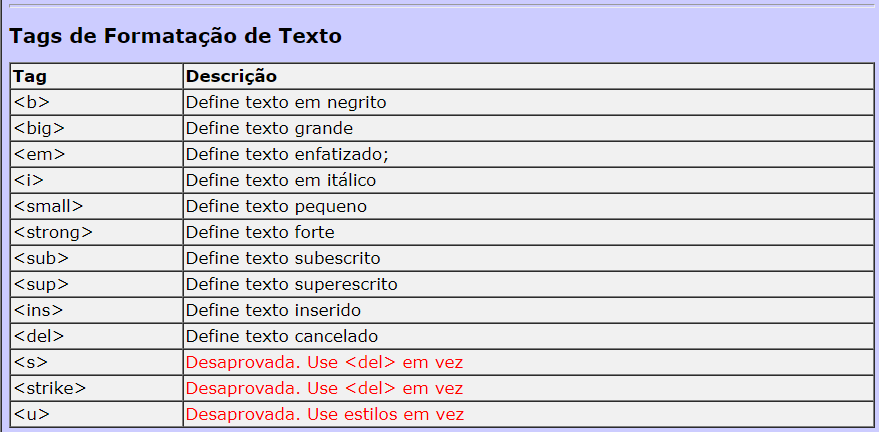 Tags de Formatação de Texto
Tag Descrição
<b> Define texto em negrito
<big> Define texto grande
<em> Define texto enfatizado;
<i> Define texto em itálico
<small> Define texto pequeno
<strong> Define texto forte
<sub> Define texto subescrito
<sup> Define texto superescrito
<ins> Define texto inserido
<del> Define texto cancelado
<s> Desaprovada. Use <del> em vez
<strike> Desaprovada. Use <del> em vez
<u> Desaprovada. Use estilos em vez